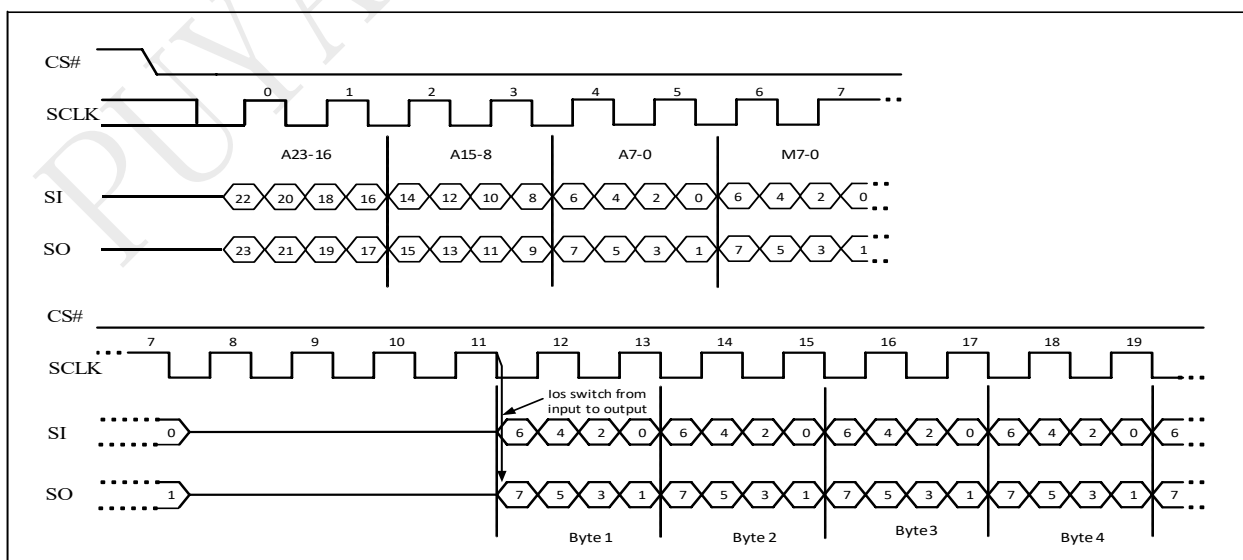 PUYA
CS#
0 1 2 3 4 5 6 7
SCLK
A23-16 A15-8 A7-0 M7-0
SI 22 20 18 16 14 12 10 8 6 4 2 0 6 4 2 0
SO 23 21 19 17 15 13 11 9 7 5 3 1 7 5 3 1
CS#
7 8 9 10 11 12 13 14 15 16 17 18 19
SCLK
Ios switch from
input to output
SI 0 6 4 2 0 6 4 2 0 6 4 2 0 6 4 2 0 6
SO 1 7 5 3 1 7 5 3 1 7 5 3 1 7 5 3 1 7
Byte 1 Byte 2 Byte 3 Byte 4